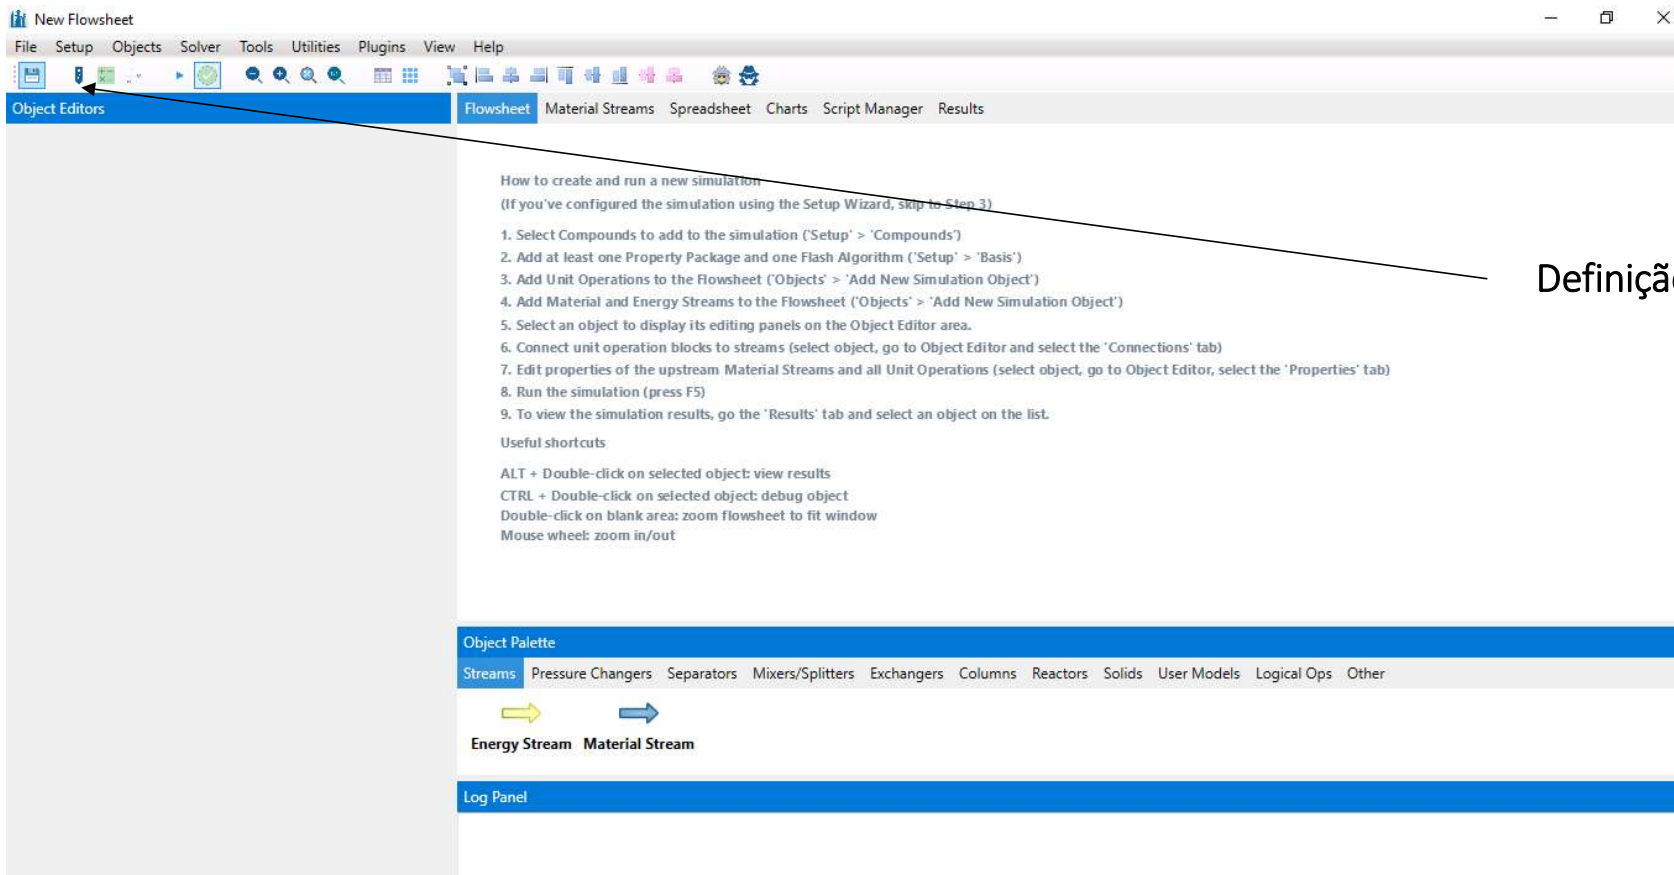 New Flowsheet
File Setup Objects Solver Tools Utilities Plugins View Help
Object Editors
Flowsheet Material Streams Spreadsheet Charts Script Manager Results
How to create and run a new simulation
(If you've configured the simulation using the Setup Wizard, skip to Step 3)
1. Select Compounds to add to the simulation ('Setup' > 'Compounds')
2. Add at least one Property Package and one Flash Algorithm ('Setup' > 'Basis')
3. Add Unit Operations to the Flowsheet ('Objects' > 'Add New Simulation Object')
4. Add Material and Energy Streams to the Flowsheet ('Objects' > 'Add New Simulation Object')
5. Select an object to display its editing panels on the Object Editor area.
6. Connect unit operation blocks to streams (select object, go to Object Editor and select the 'Connections' tab)
7. Edit properties of the upstream Material Streams and all Unit Operations (select object, go to Object Editor, select the 'Properties' tab)
8. Run the simulation (press F5)
9. To view the simulation results, go the 'Results' tab and select an object on the list.
Useful shortcuts
ALT + Double-click on selected object: view results
CTRL + Double-click on selected object: debug object
Double-click on blank area: zoom flowsheet to fit window
Mouse wheel: zoom in/out
Definiçã
Object Palette
Streams Pressure Changers Separators Mixers/Splitters Exchangers Columns Reactors Solids User Models Logical Ops Other
Energy Stream Material Stream
Log Panel